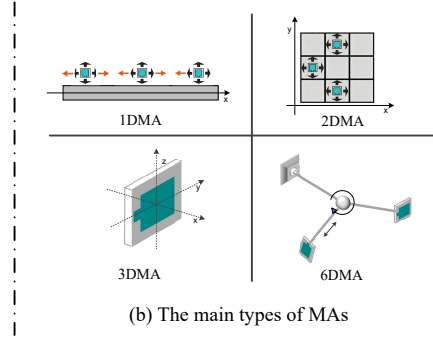 y
x
x
1DMA
2DMA
z
y
x
3DMA
6DMA
(b) The main types of MAs